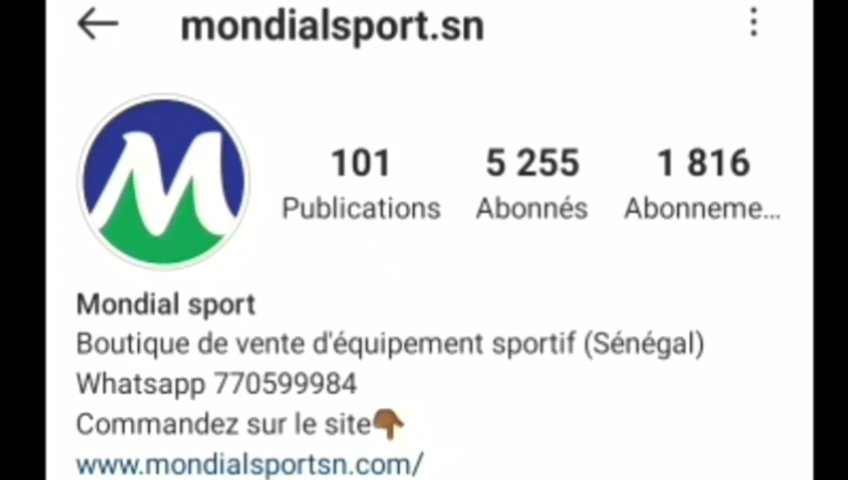 mondialsport.sn
M
101 5 255 1 816
Publications Abonnés Abonneme...
Mondial sport
Boutique de vente d'équipement sportif (Sénégal)
Whatsapp 770599984
Commandez sur le site👇🏾
www.mondialsportsn.com/